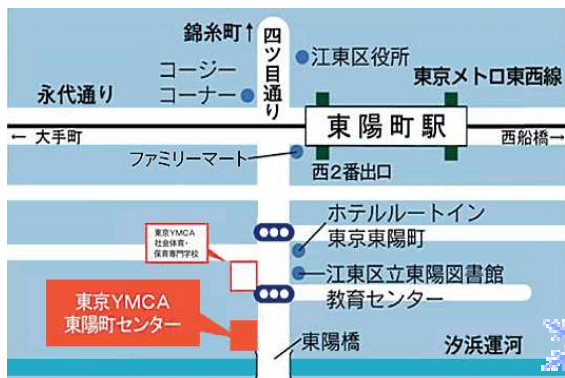 錦糸町↑
四ツ目通り
江東区役所
コージー
コーナー
東京メトロ東西線
永代通り
東陽町駅
← 大手町
西船橋→
ファミリーマート
西2番出口
東京YMCA
社会体育・
保育専門学校
ホテルルートイン
東京東陽町
江東区立東陽図書館
教育センター
東京YMCA
東陽町センター
東陽橋
汐浜運河